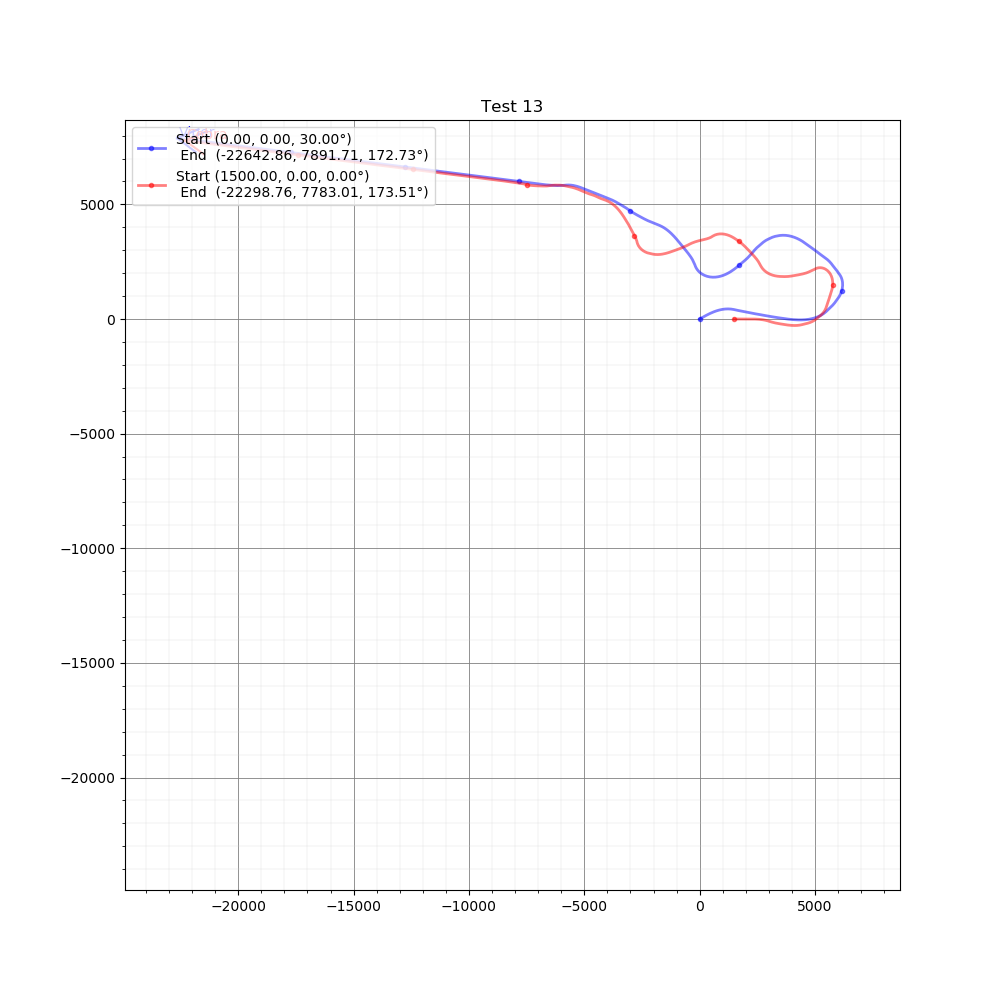 Test 13
Start (0.00, 0.00, 30.00°)
End (-22642.86, 7891.71, 172.73°)
Start (1500.00, 0.00, 0.00°)
End (-22298.76, 7783.01, 173.51°)
5000
0
−5000
−10000
−15000
−20000
−20000 −15000 −10000 −5000 0 5000